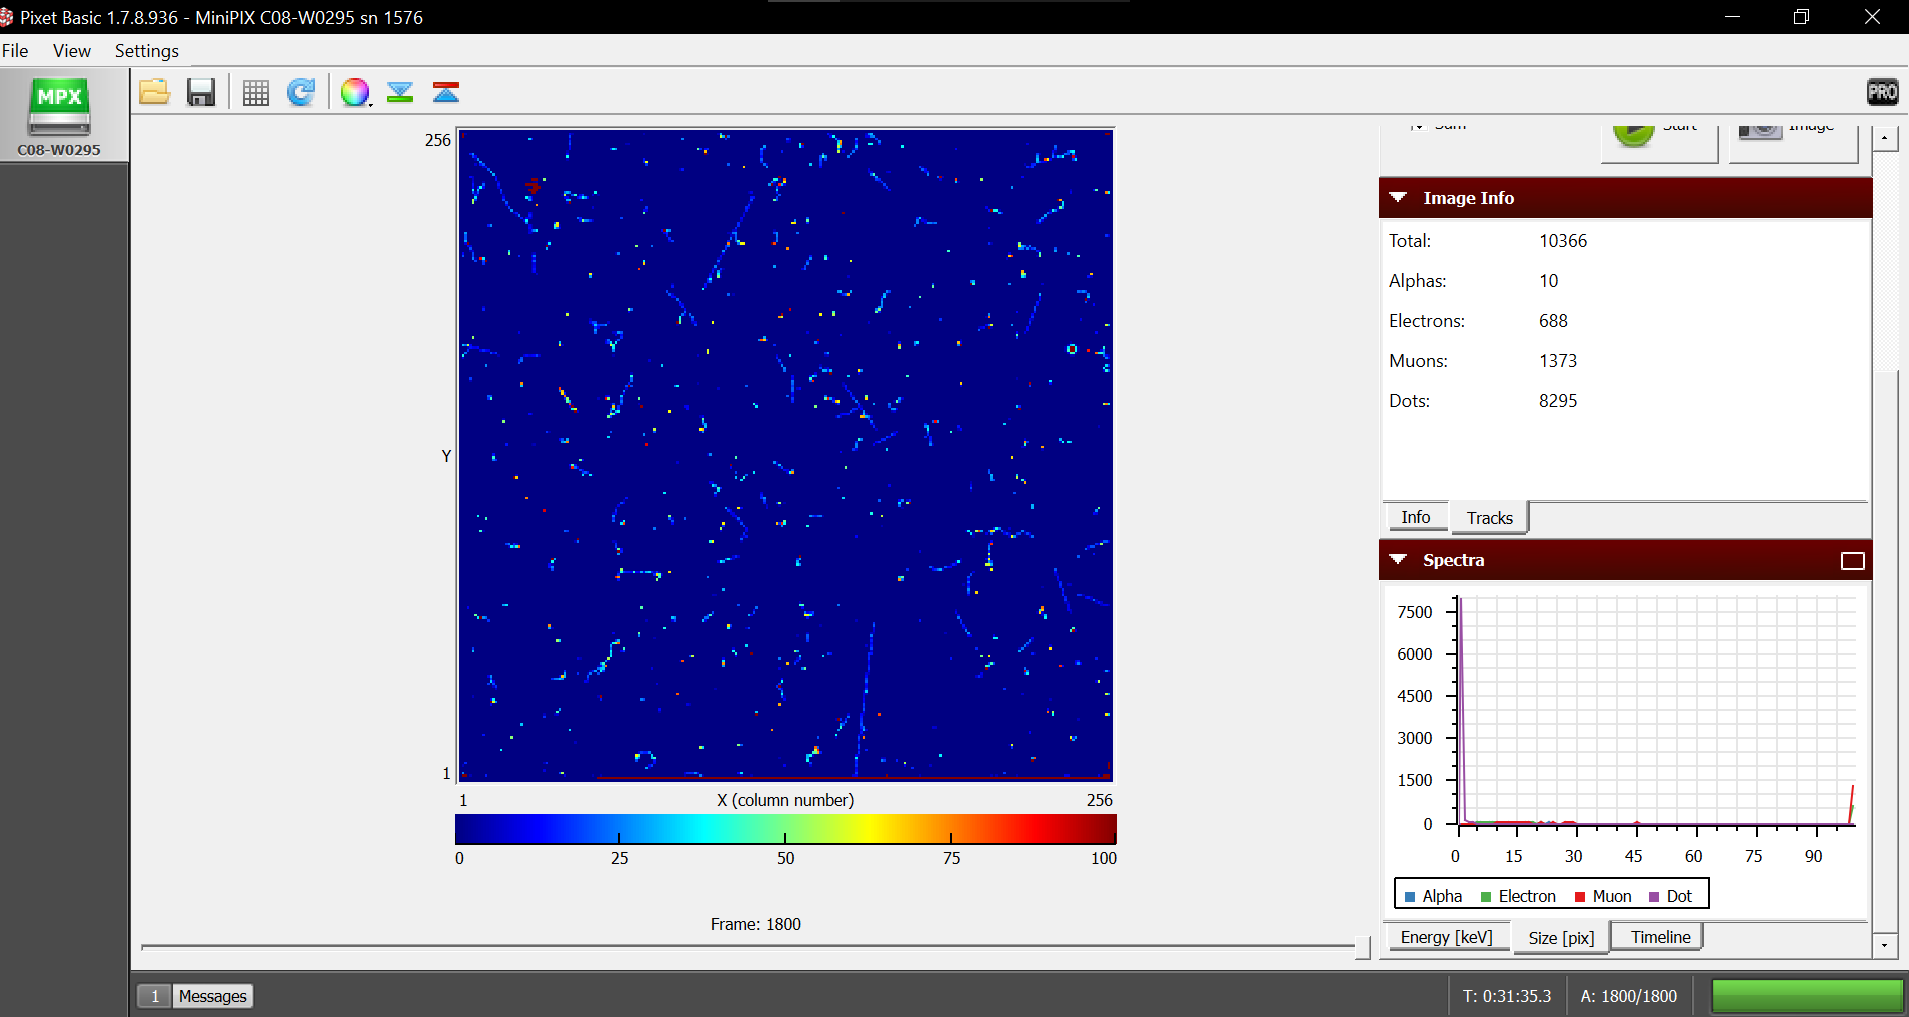 Pixet Basic 1.7.8.936 - MiniPIX C08-W0295 sn 1576
File View Settings
MPX
C08-W0295
PRO
Sum
Start
Image
256
Y
1
1 X (column number) 256
0 25 50 75 100
Frame: 1800
Image Info
Total: 10366
Alphas: 10
Electrons: 688
Muons: 1373
Dots: 8295
Info Tracks
Spectra
7500
6000
4500
3000
1500
0
0 15 30 45 60 75 90
Alpha Electron Muon Dot
Energy [keV] Size [pix] Timeline
1 Messages
T: 0:31:35.3 A: 1800/1800